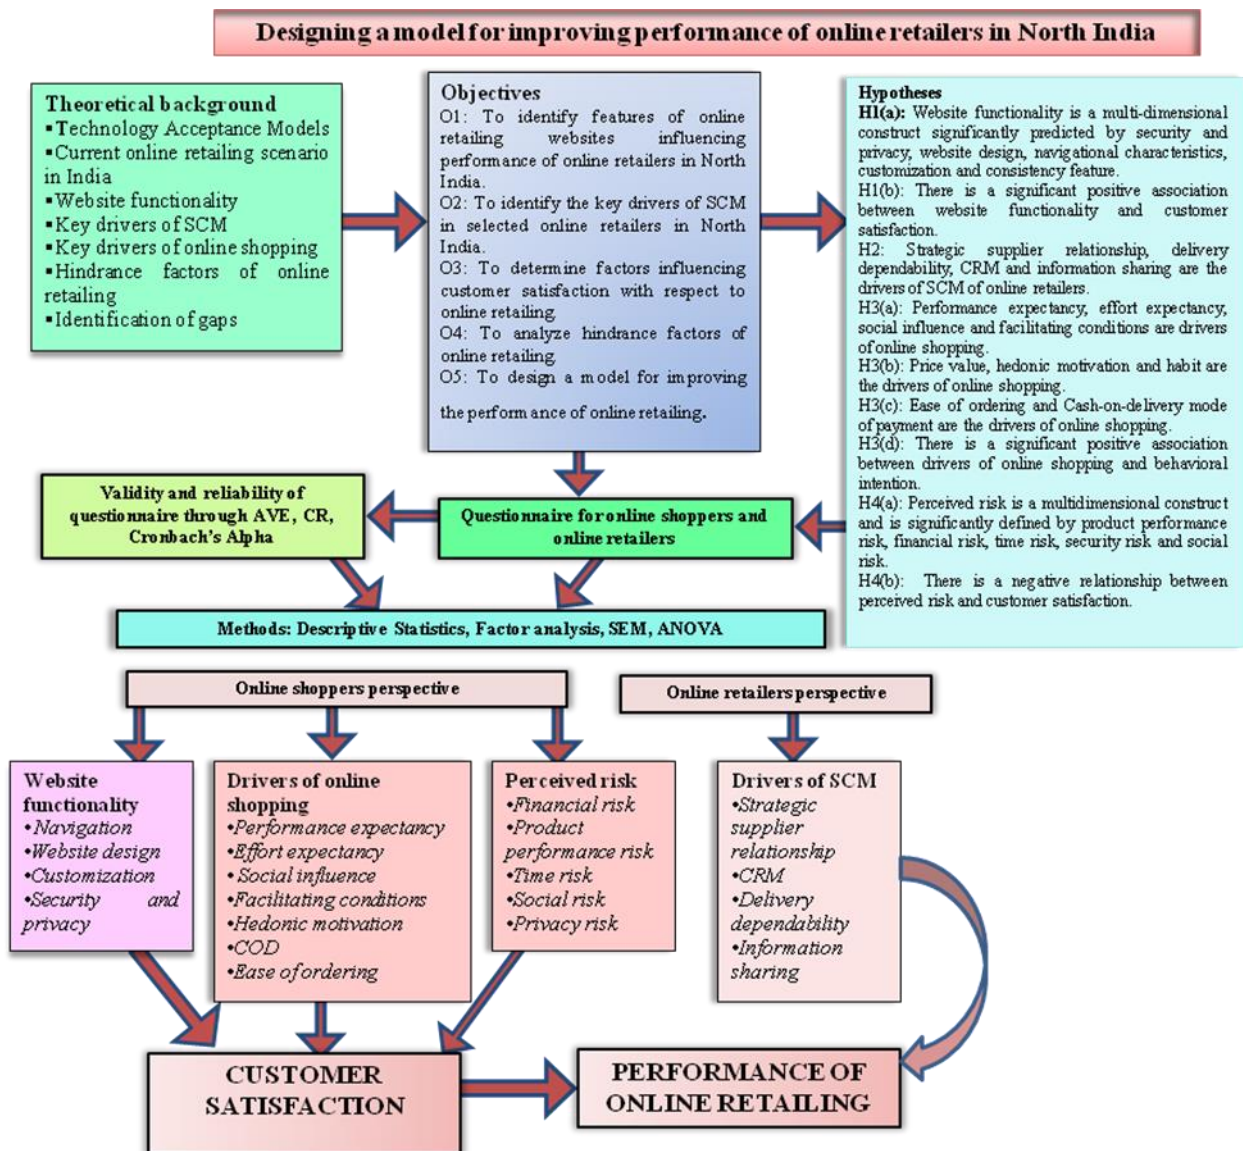 Designing a model for improving performance of online retailers in North India
Theoretical background
▪Technology Acceptance Models
▪Current online retailing scenario
in India
▪Website functionality
▪Key drivers of SCM
▪Key drivers of online shopping
▪Hindrance factors of online
retailing
▪Identification of gaps
Objectives
O1: To identify features of online
retailing websites influencing
performance of online retailers in North
India.
O2: To identify the key drivers of SCM
in selected online retailers in North
India.
O3: To determine factors influencing
customer satisfaction with respect to
online retailing.
O4: To analyze hindrance factors of
online retailing.
O5: To design a model for improving
the performance of online retailing.
Hypotheses
H1(a): Website functionality is a multi-dimensional
construct significantly predicted by security and
privacy, website design, navigational characteristics,
customization and consistency feature.
H1(b): There is a significant positive association
between website functionality and customer
satisfaction.
H2: Strategic supplier relationship, delivery
dependability, CRM and information sharing are the
drivers of SCM of online retailers.
H3(a): Performance expectancy, effort expectancy,
social influence and facilitating conditions are drivers
of online shopping.
H3(b): Price value, hedonic motivation and habit are
the drivers of online shopping.
H3(c): Ease of ordering and Cash-on-delivery mode
of payment are the drivers of online shopping.
H3(d): There is a significant positive association
between drivers of online shopping and behavioral
intention.
H4(a): Perceived risk is a multidimensional construct
and is significantly defined by product performance
risk, financial risk, time risk, security risk and social
risk.
H4(b): There is a negative relationship between
perceived risk and customer satisfaction.
Validity and reliability of
questionnaire through AVE, CR,
Cronbach's Alpha
Questionnaire for online shoppers and
online retailers
Methods: Descriptive Statistics, Factor analysis, SEM, ANOVA
Online shoppers perspective
Online retailers perspective
Website
functionality
•Navigation
•Website design
•Customization
•Security and
privacy
Drivers of online
shopping
•Performance expectancy
•Effort expectancy
•Social influence
•Facilitating conditions
•Hedonic motivation
•COD
•Ease of ordering
Perceived risk
•Financial risk
•Product
performance risk
•Time risk
•Social risk
•Privacy risk
Drivers of SCM
•Strategic
supplier
relationship
•CRM
•Delivery
dependability
•Information
sharing
CUSTOMER
SATISFACTION
PERFORMANCE OF
ONLINE RETAILING